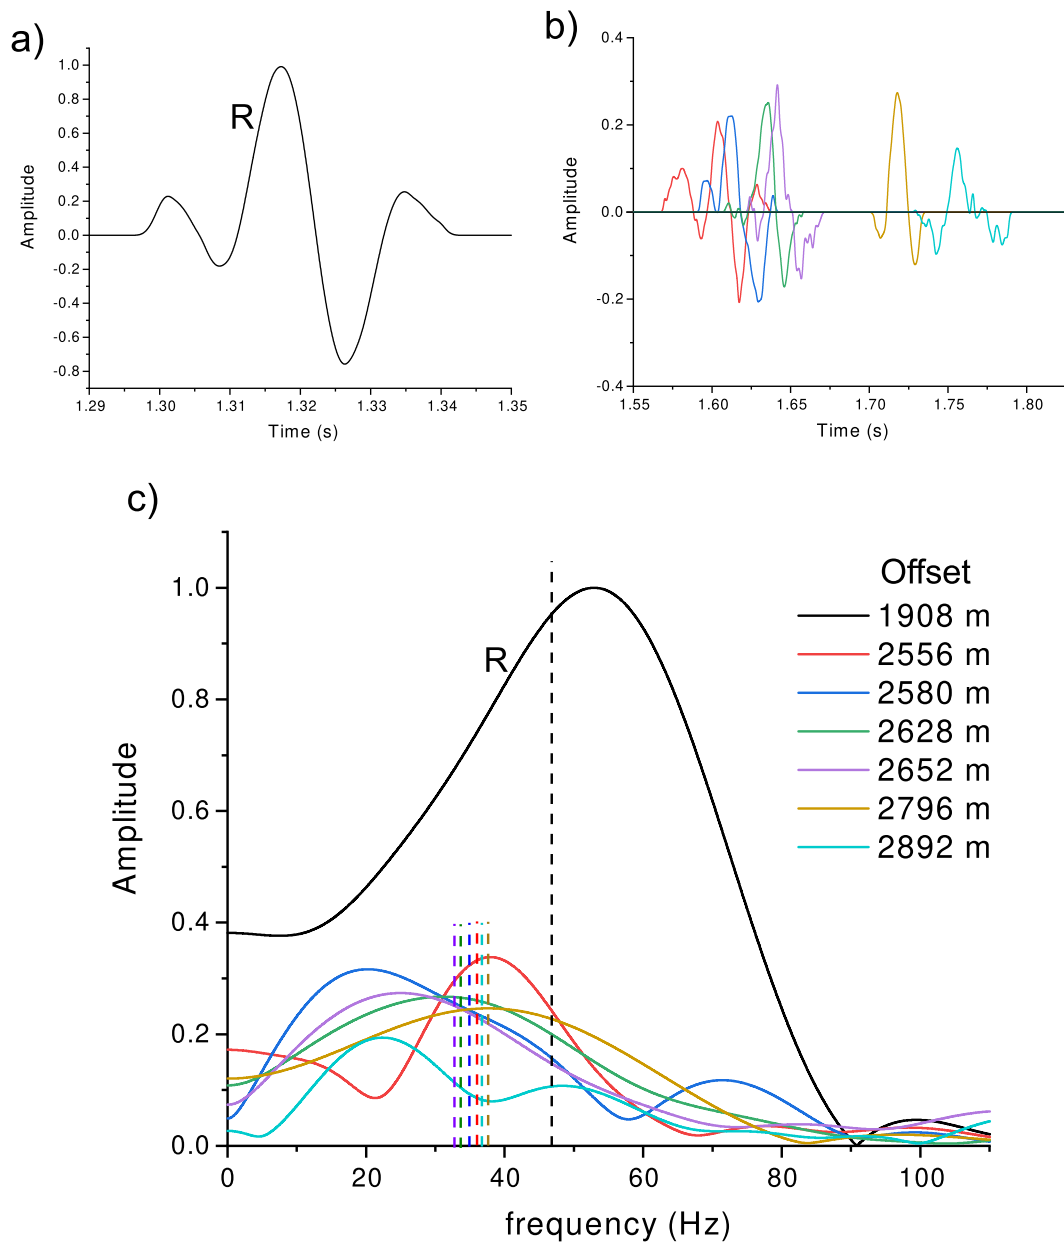 a)
Amplitude
1.0
0.8
0.6
0.4
0.2
0.0
-0.2
-0.4
-0.6
-0.8
R
1.29 1.30 1.31 1.32 1.33 1.34 1.35
Time (s)
b)
Amplitude
0.4
0.2
0.0
-0.2
-0.4
1.55 1.60 1.65 1.70 1.75 1.80
Time (s)
c)
Amplitude
1.0
0.8
0.6
0.4
0.2
0.0
R
0 20 40 60 80 100
frequency (Hz)
Offset
1908 m
2556 m
2580 m
2628 m
2652 m
2796 m
2892 m